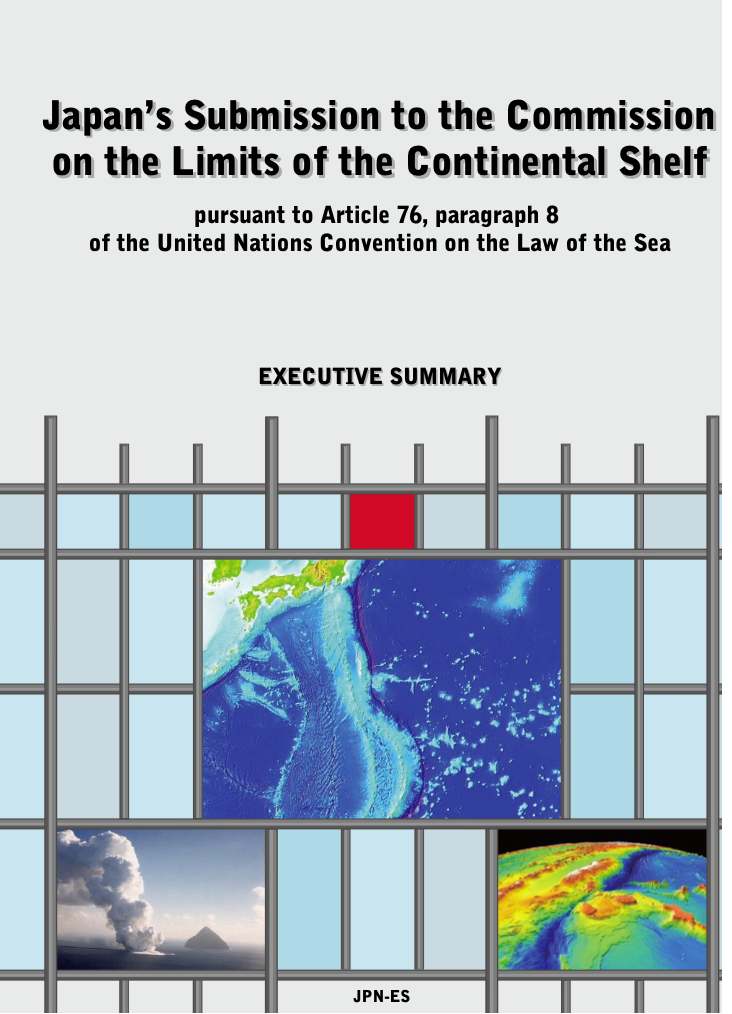 Japan's Submission to the Commission
on the Limits of the Continental Shelf
pursuant to Article 76, paragraph 8
of the United Nations Convention on the Law of the Sea
EXECUTIVE SUMMARY
JPN-ES